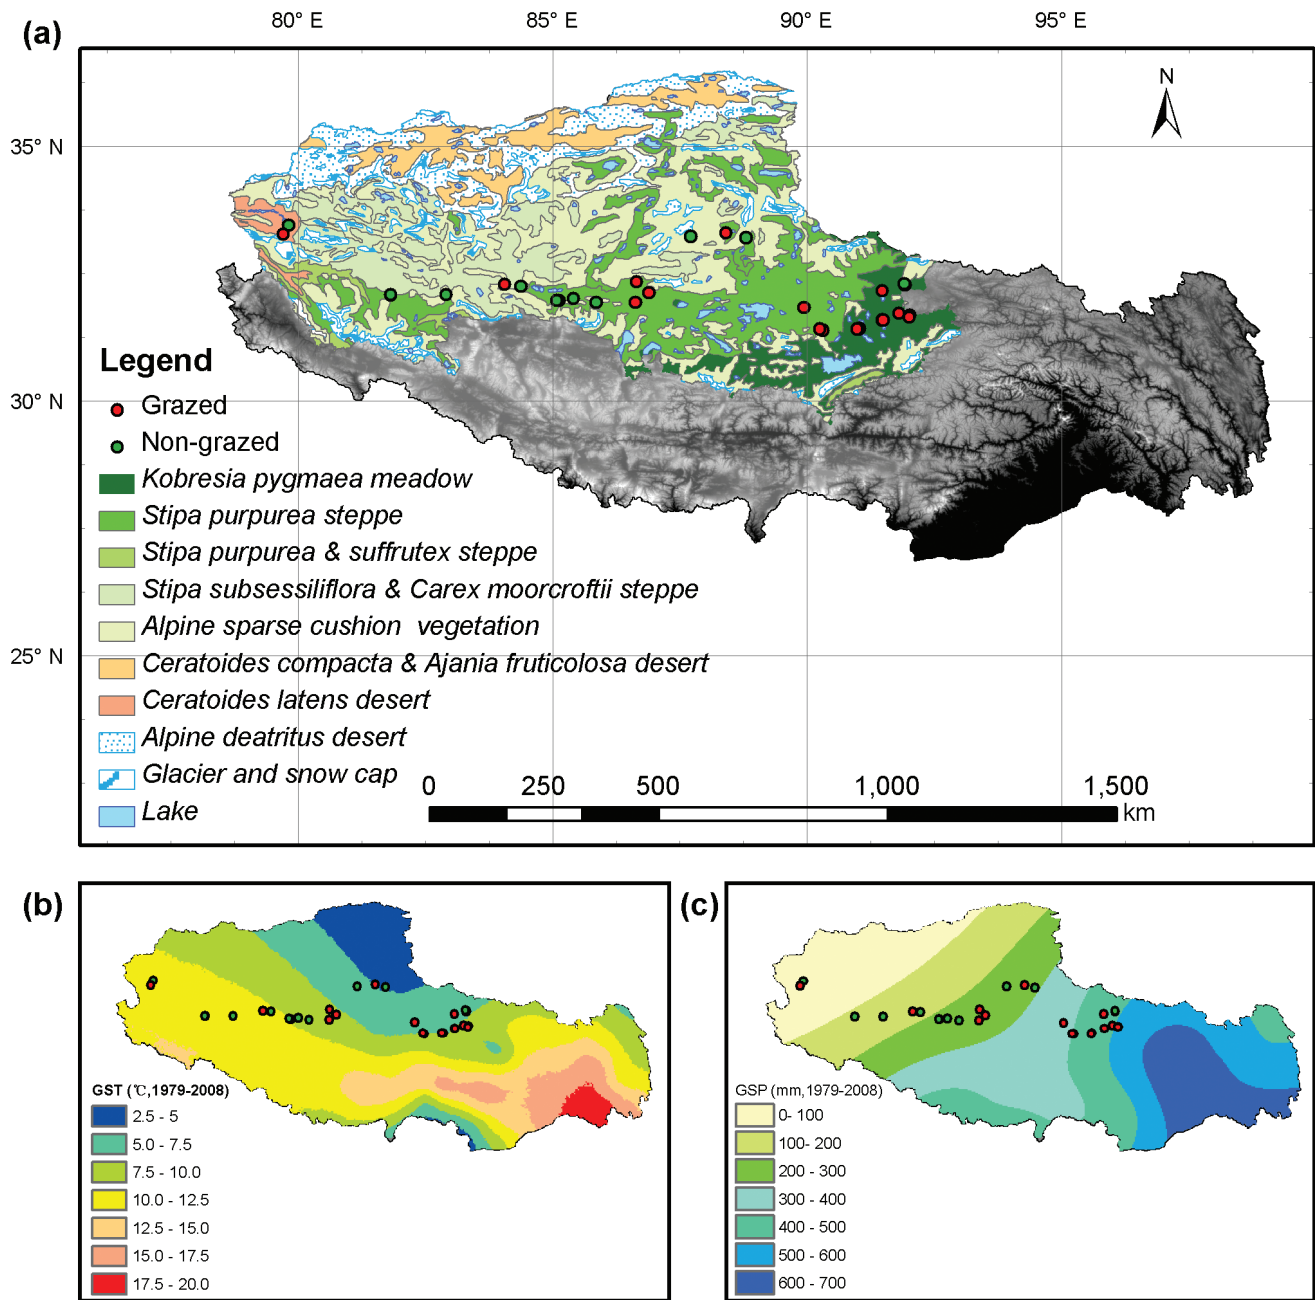 80° E 85° E 90° E 95° E
(a)
N
35° N
30° N
25° N
Legend
Grazed
Non-grazed
Kobresia pygmaea meadow
Stipa purpurea steppe
Stipa purpurea & suffrutex steppe
Stipa subsessiliflora & Carex moorcroftii steppe
Alpine sparse cushion vegetation
Ceratoides compacta & Ajania fruticolosa desert
Ceratoides latens desert
Alpine deatritus desert
Glacier and snow cap
Lake
0 250 500 1,000 1,500
km
(b)
GST (℃,1979-2008)
2.5 - 5
5.0 - 7.5
7.5 - 10.0
10.0 - 12.5
12.5 - 15.0
15.0 - 17.5
17.5 - 20.0
(c)
GSP (mm,1979-2008)
0- 100
100- 200
200 - 300
300 - 400
400 - 500
500 - 600
600 - 700